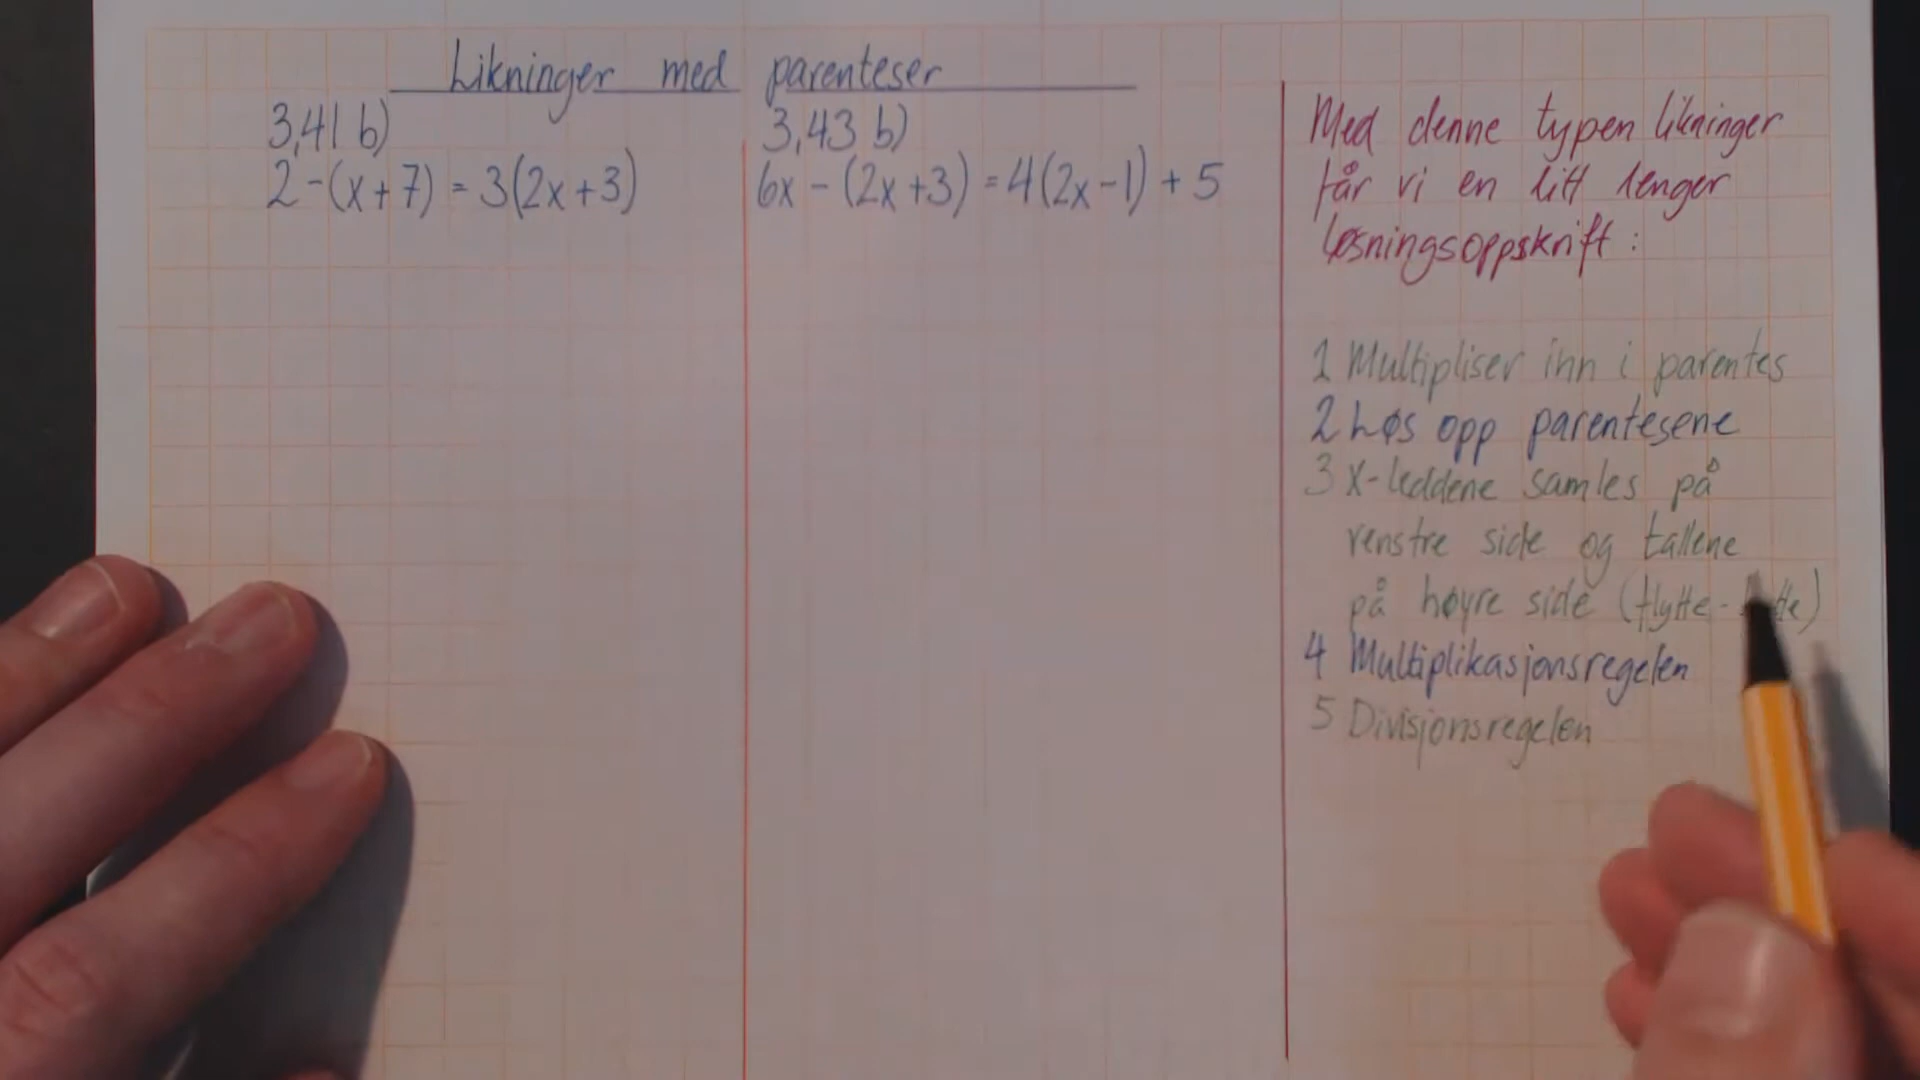 Likninger med parenteser
3,41 b)
2-(x+7) = 3(2x+3)
3,43 b)
6x - (2x+3) = 4(2x-1) + 5
Med denne typen likninger
får vi en litt lenger
løsningsoppskrift :
1 Multipliser inn i parentes
2 Løs opp parentesene
3 X-leddene samles på
venstre side og tallene
på høyre side (flytte-
4 Multiplikasjonsregelen
5 Divisjonsregelen